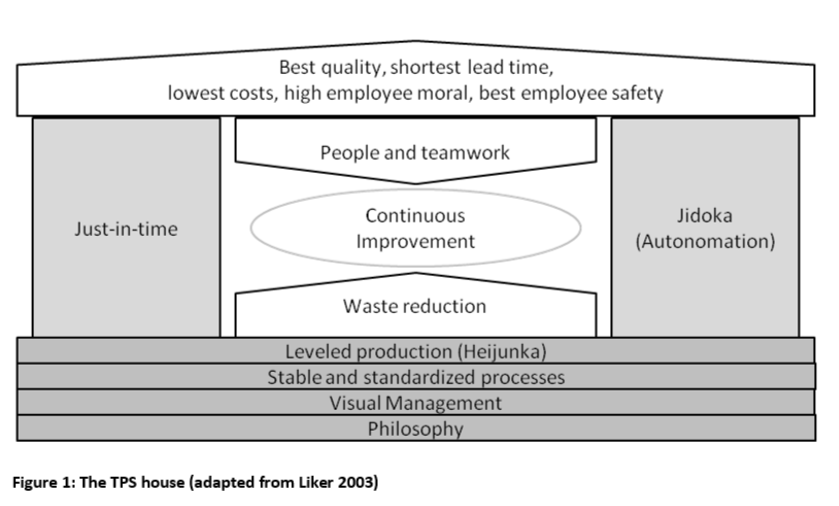 Best quality, shortest lead time,
lowest costs, high employee moral, best employee safety
People and teamwork
Just-in-time
Continuous
Improvement
Jidoka
(Autonomation)
Waste reduction
Leveled production (Heijunka)
Stable and standardized processes
Visual Management
Philosophy
Figure 1: The TPS house (adapted from Liker 2003)